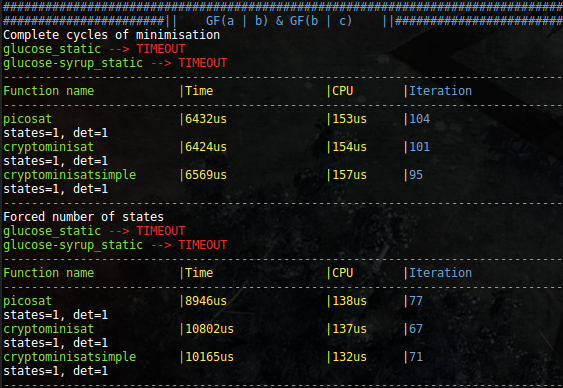 ################################################################################
#######################||    GF(a | b) & GF(b | c)    ||########################
Complete cycles of minimisation
glucose_static --> TIMEOUT
glucose-syrup_static --> TIMEOUT
--------------------------------------------------------------------------------
Function name |Time |CPU |Iteration
--------------------------------------------------------------------------------
picosat |6432us |153us |104
states=1, det=1
cryptominisat |6424us |154us |101
states=1, det=1
cryptominisatsimple |6569us |157us |95
states=1, det=1
--------------------------------------------------------------------------------
Forced number of states
glucose_static --> TIMEOUT
glucose-syrup_static --> TIMEOUT
--------------------------------------------------------------------------------
Function name |Time |CPU |Iteration
--------------------------------------------------------------------------------
picosat |8946us |138us |77
states=1, det=1
cryptominisat |10802us |137us |67
states=1, det=1
cryptominisatsimple |10165us |132us |71
states=1, det=1
--------------------------------------------------------------------------------